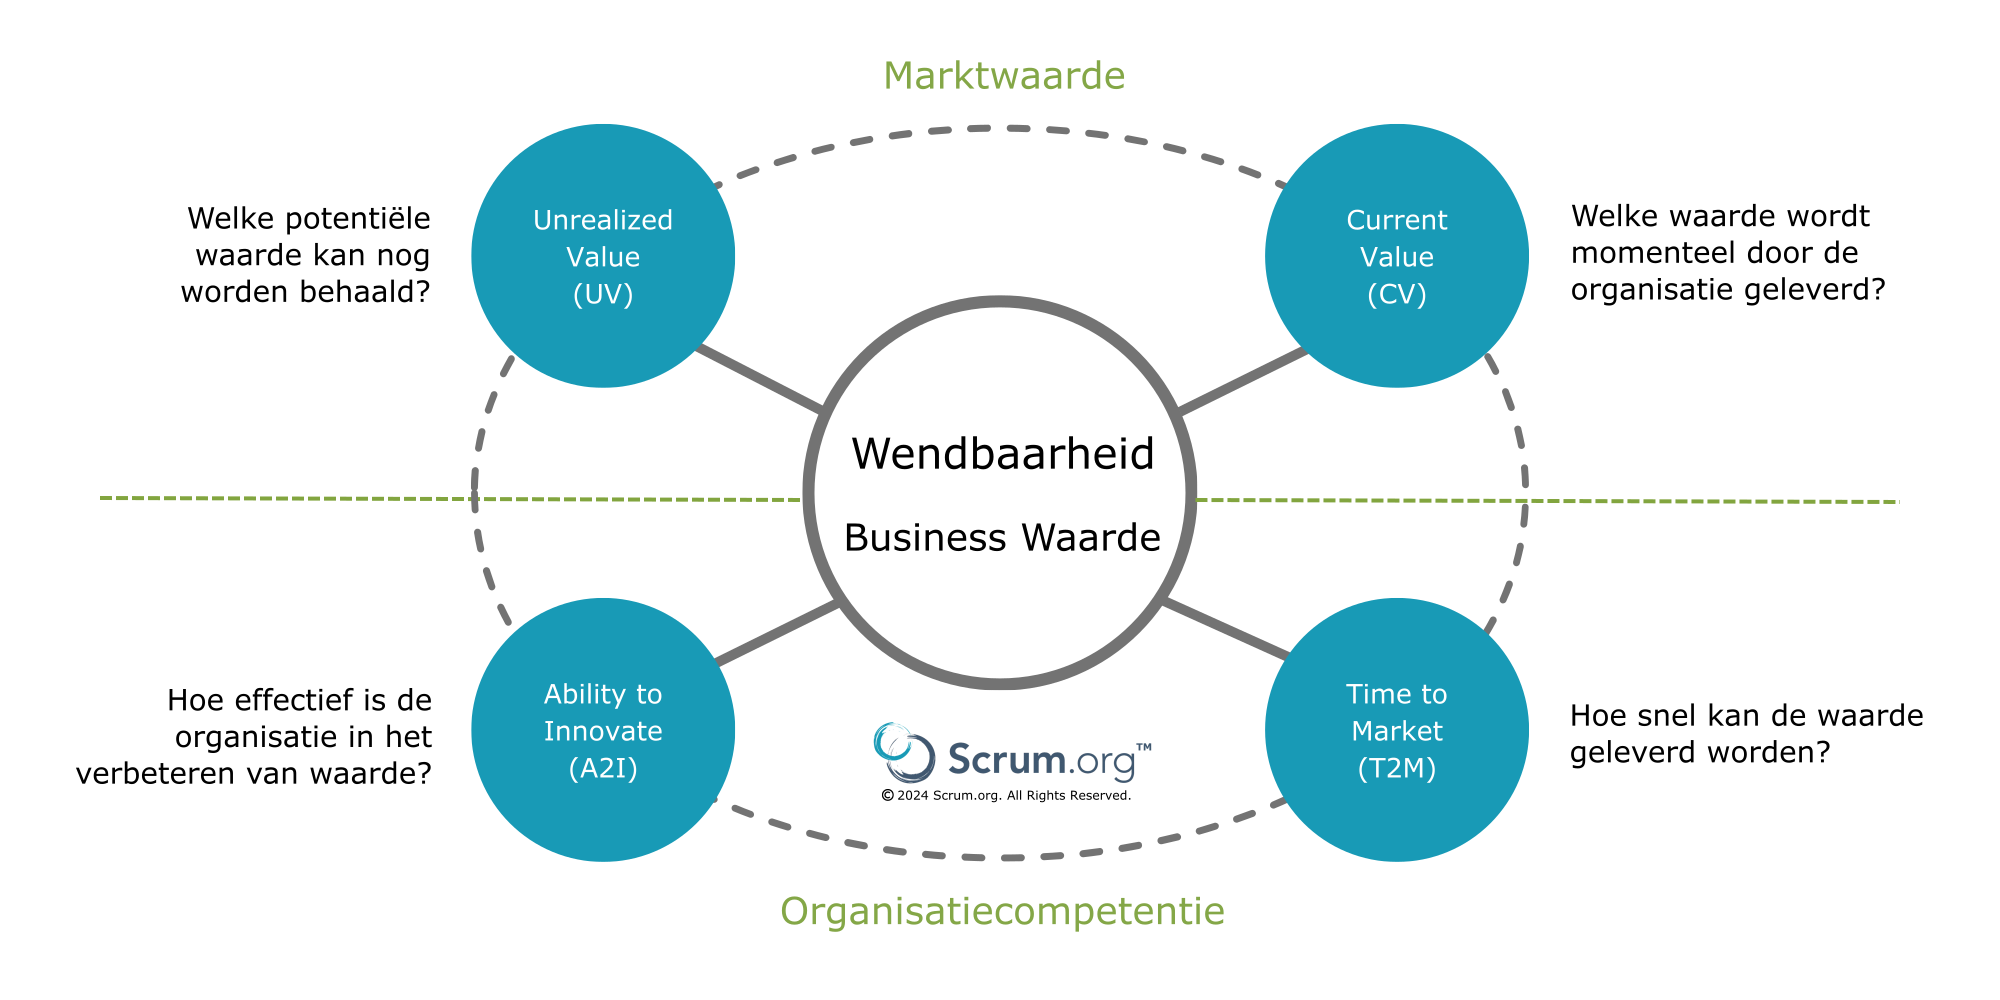 Marktwaarde
Welke potentiële
waarde kan nog
worden behaald?
Unrealized
Value
(UV)
Current
Value
(CV)
Welke waarde wordt
momenteel door de
organisatie geleverd?
Wendbaarheid
Business Waarde
Hoe effectief is de
organisatie in het
verbeteren van waarde?
Ability to
Innovate
(A2I)
Time to
Market
(T2M)
Hoe snel kan de waarde
geleverd worden?
Scrum.org™
© 2024 Scrum.org. All Rights Reserved.
Organisatiecompetentie